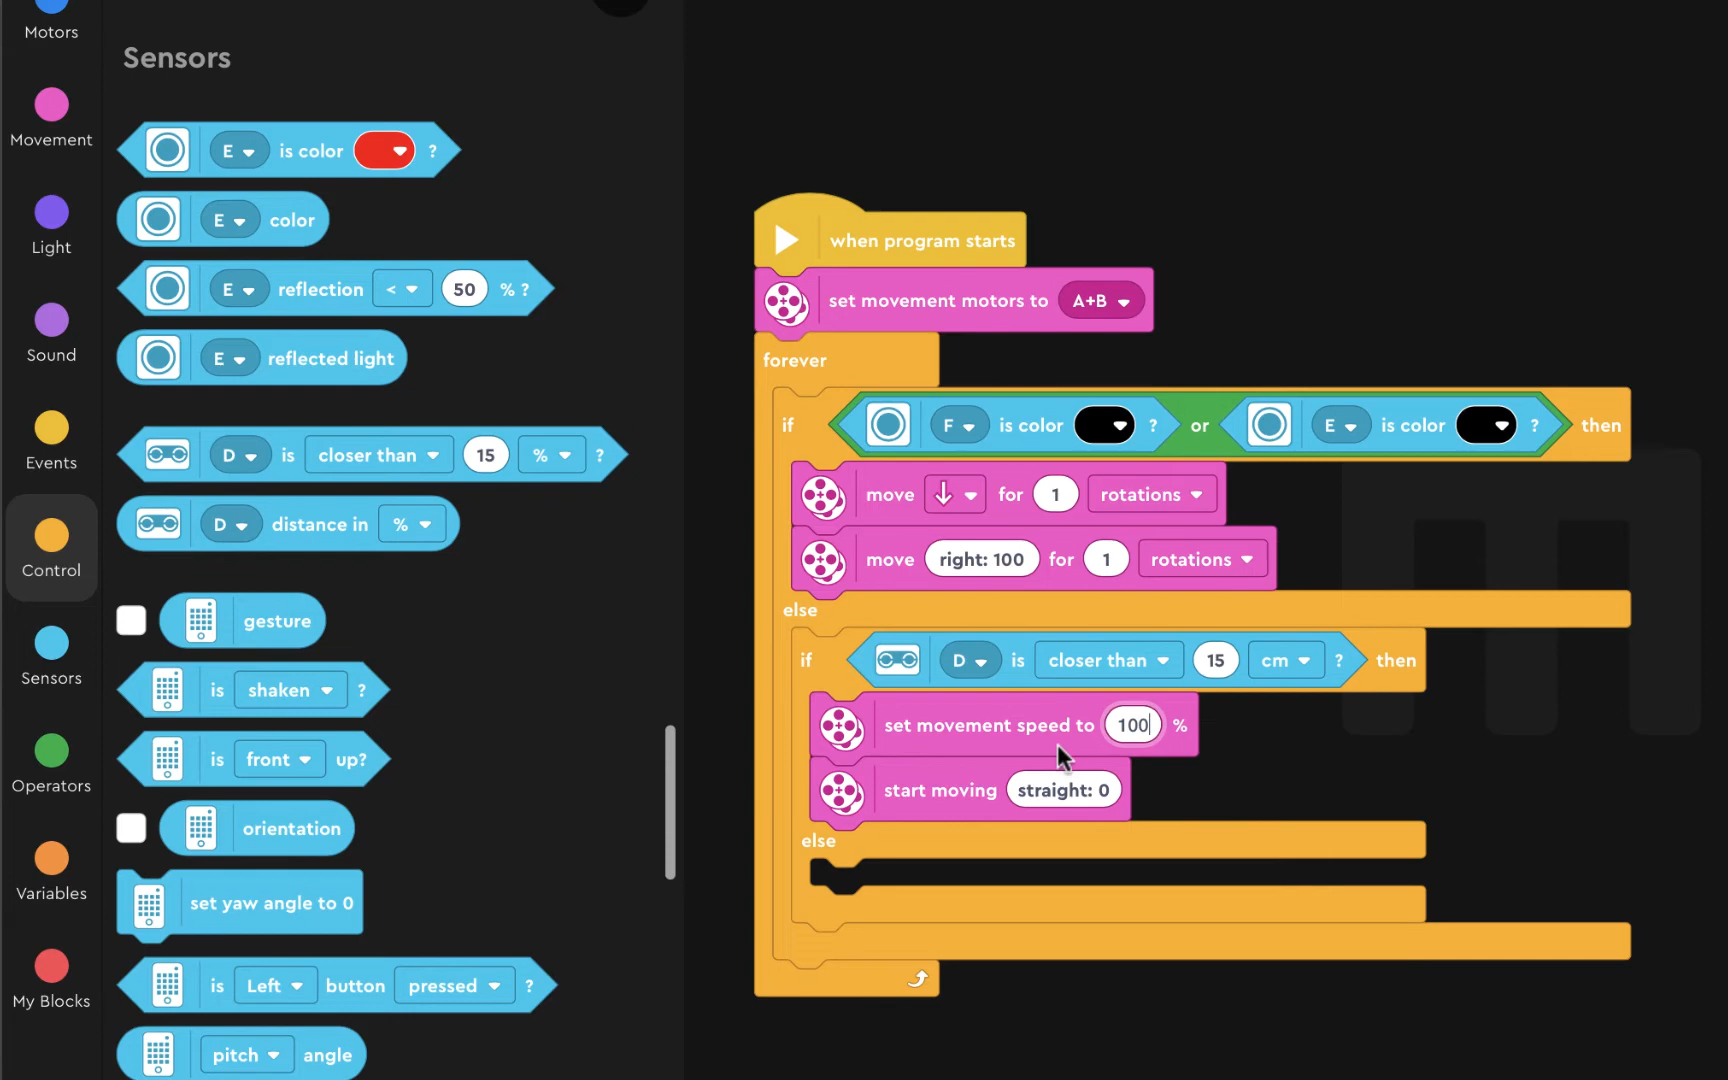 Motors
Movement
Light
Sound
Events
Control
Sensors
Operators
Variables
My Blocks
Sensors
E is color ?
E color
E reflection < 50 % ?
E reflected light
D is closer than 15 % ?
D distance in %
gesture
is shaken ?
is front up?
orientation
set yaw angle to 0
is Left button pressed ?
pitch angle
when program starts
set movement motors to A+B
forever
if F is color ? or E is color ? then
move for 1 rotations
move right: 100 for 1 rotations
else
if D is closer than 15 cm ? then
set movement speed to 100 %
start moving straight: 0
else